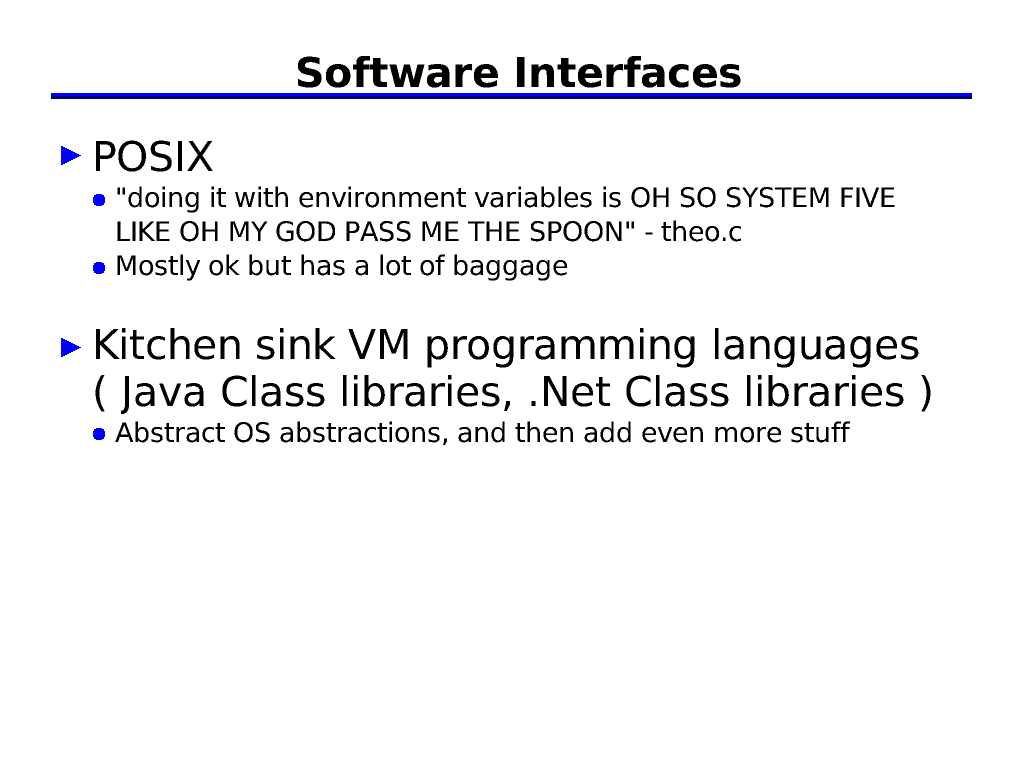 Software Interfaces
POSIX
"doing it with environment variables is OH SO SYSTEM FIVE
LIKE OH MY GOD PASS ME THE SPOON" - theo.c
Mostly ok but has a lot of baggage
Kitchen sink VM programming languages
( Java Class libraries, .Net Class libraries )
Abstract OS abstractions, and then add even more stuff